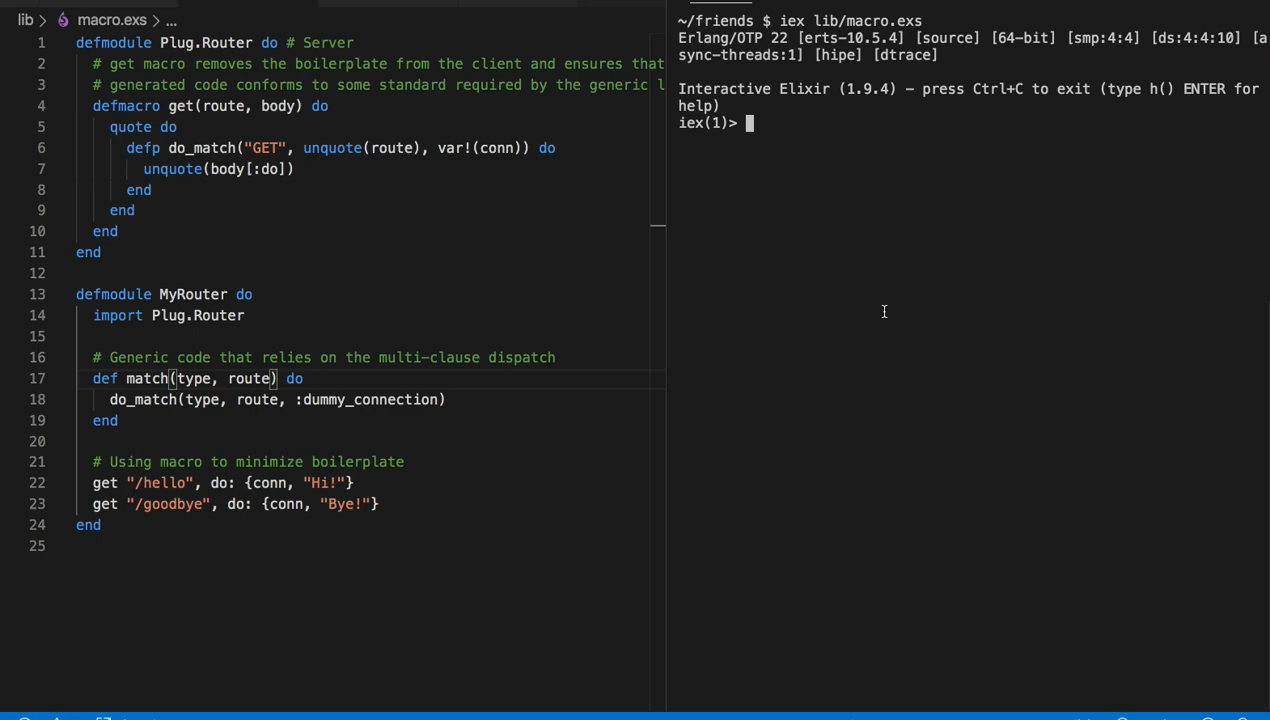 lib > macro.exs > ...
1 defmodule Plug.Router do # Server
2 # get macro removes the boilerplate from the client and ensures that
3 # generated code conforms to some standard required by the generic l
4 defmacro get(route, body) do
5 quote do
6 defp do_match("GET", unquote(route), var!(conn)) do
7 unquote(body[:do])
8 end
9 end
10 end
11 end
12
13 defmodule MyRouter do
14 import Plug.Router
15
16 # Generic code that relies on the multi-clause dispatch
17 def match(type, route) do
18 do_match(type, route, :dummy_connection)
19 end
20
21 # Using macro to minimize boilerplate
22 get "/hello", do: {conn, "Hi!"}
23 get "/goodbye", do: {conn, "Bye!"}
24 end
25
~/friends $ iex lib/macro.exs
Erlang/OTP 22 [erts-10.5.4] [source] [64-bit] [smp:4:4] [ds:4:4:10] [a
sync-threads:1] [hipe] [dtrace]
Interactive Elixir (1.9.4) - press Ctrl+C to exit (type h() ENTER for
help)
iex(1)>